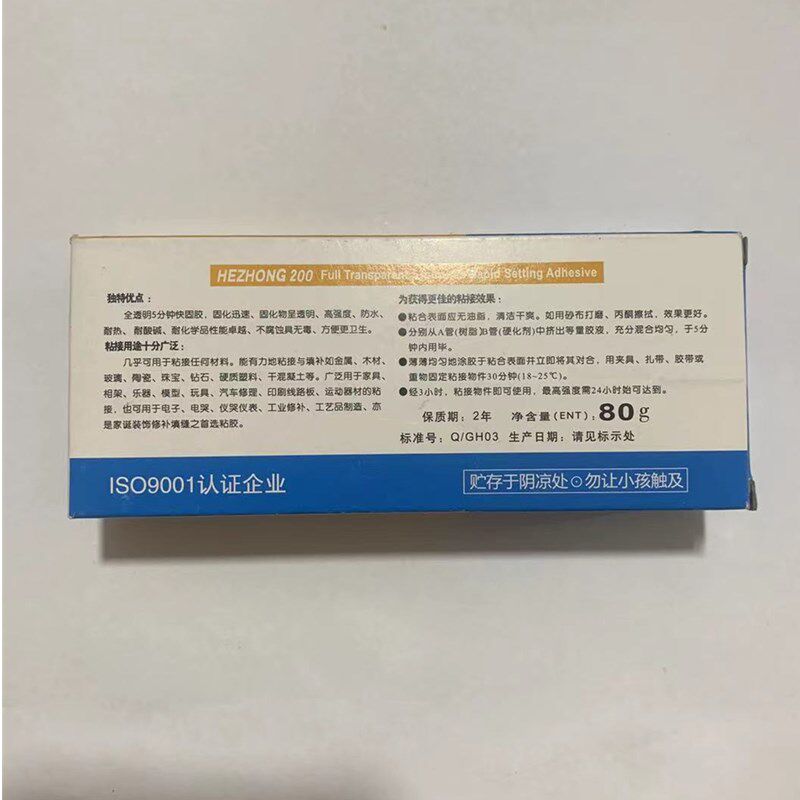 HEZHONG 200 Full Transparent Rapid Setting Adhesive
独特优点：
全透明5分钟快固胶，固化迅速、固化物呈透明、高强度、防水、
耐热、耐酸碱、耐化学品性能卓越、不腐蚀具无毒、方便更卫生。
粘接用途十分广泛：
几乎可用于粘接任何材料。能有力地粘接与填补如金属、木材、
玻璃、陶瓷、珠宝、钻石、硬质塑料、干混凝土等。广泛用于家具、
相架、乐器、模型、玩具、汽车修理、印刷线路板、运动器材的粘
接，也可用于电子、电哭、仪哭仪表、工业修补、工艺品制造、亦
是家诞装饰修补填缝之首选粘胶。
为获得更佳的粘接效果：
●粘合表面应无油脂，清洁干爽。如用砂布打磨、丙酮擦拭，效果更好。
●分别从A管(树脂)B管(硬化剂)中挤出等量胶液，充分混合均匀，于5分
钟内用毕。
●薄薄均匀地涂胶于粘合表面并立即将其对合，用夹具、扎带、胶带或
重物固定粘接物件30分钟(18~25℃)。
●经3小时，粘接物件即可使用，最高强度需24小时始可达到。
保质期：2年 净含量(ENT)：80g
标准号：Q/GH03 生产日期：请见标示处
ISO9001认证企业
贮存于阴凉处⊙勿让小孩触及